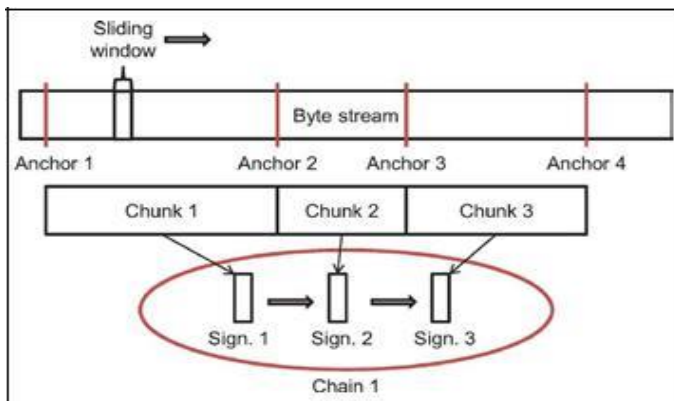 Sliding
window
Byte stream
Anchor 1 Anchor 2 Anchor 3 Anchor 4
Chunk 1 Chunk 2 Chunk 3
Sign. 1 Sign. 2 Sign. 3
Chain 1